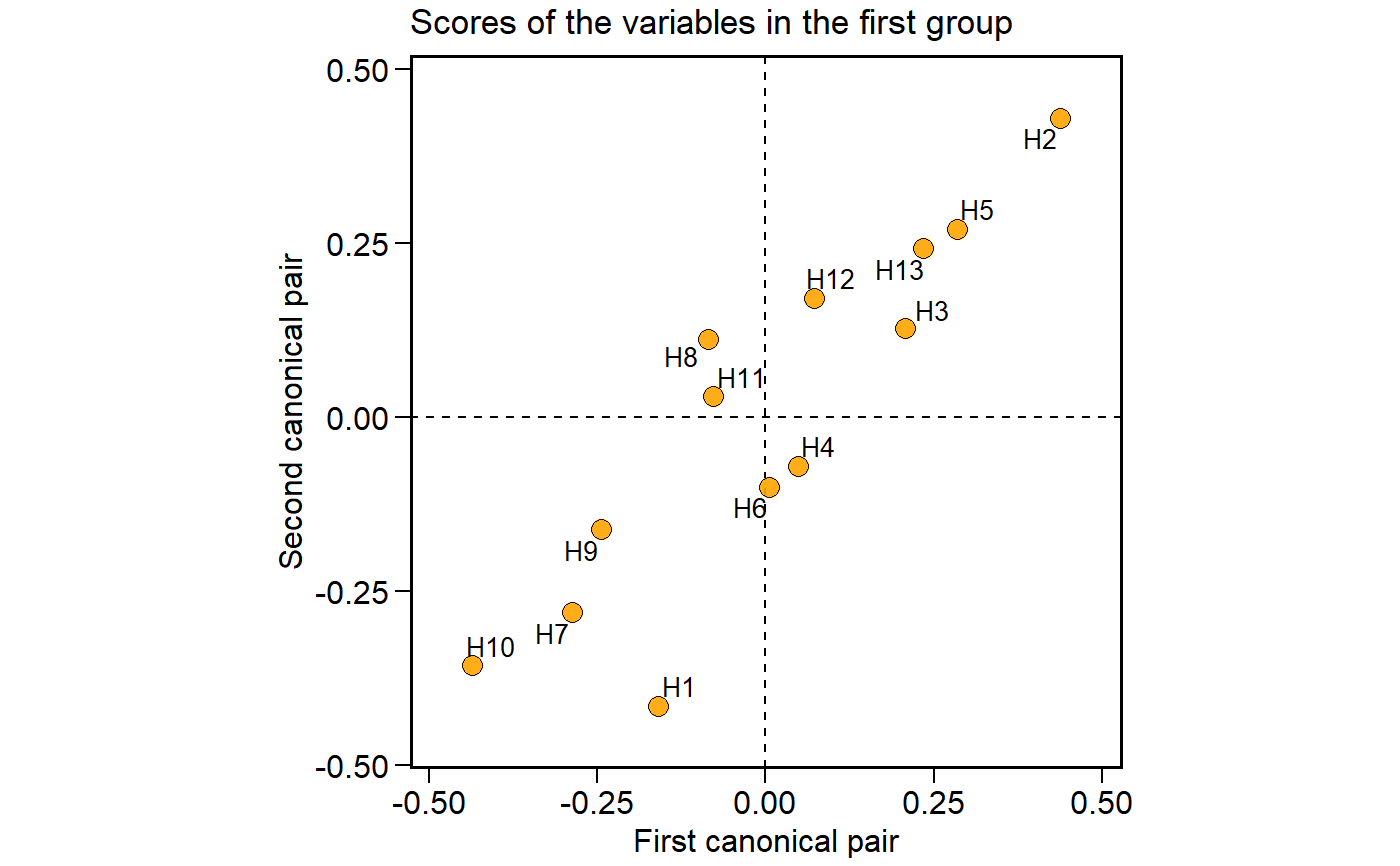 Scores of the variables in the first group
0.50
0.25
0.00
-0.25
-0.50
Second canonical pair
H2
H5
H13
H12
H3
H8
H11
H4
H6
H9
H7
H10
H1
-0.50
-0.25
0.00
0.25
0.50
First canonical pair